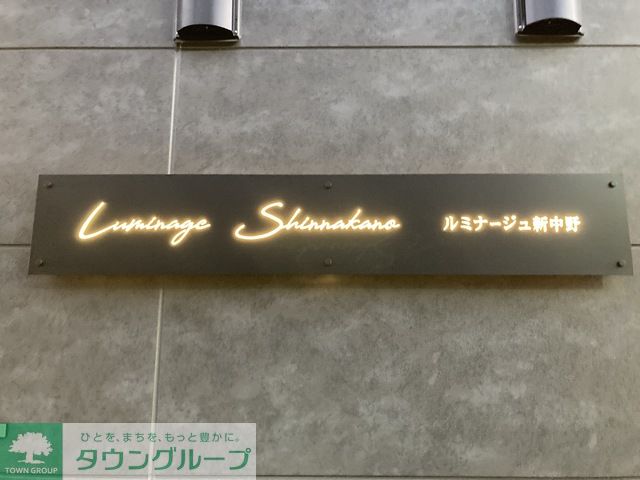 Luminage Shinnakano ルミナージュ新中野
ひとを、まちを、もっと豊かに。
TOWN GROUP タウングループ